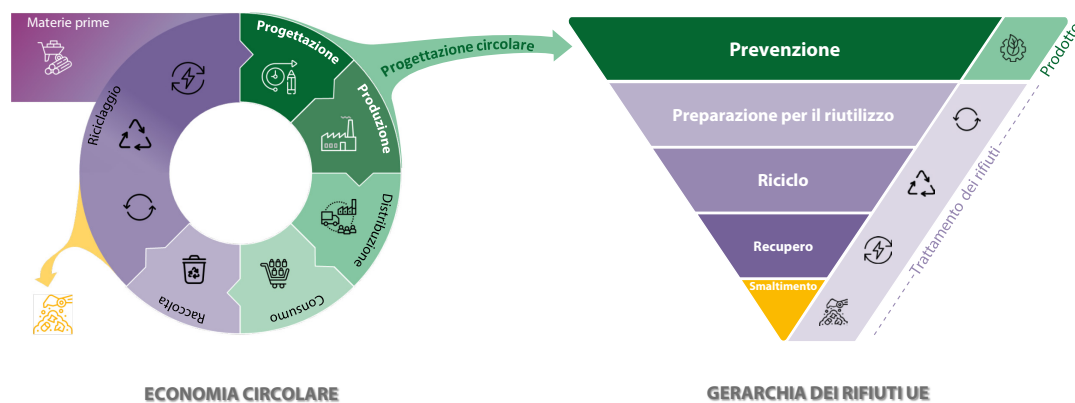 Materie prime
Progettazione
Produzione
Distribuzione
Consumo
Raccolta
Riciclaggio
Progettazione circolare
ECONOMIA CIRCOLARE
Prevenzione
Preparazione per il riutilizzo
Riciclo
Recupero
Smaltimento
Prodotto
Trattamento dei rifiuti
GERARCHIA DEI RIFIUTI UE